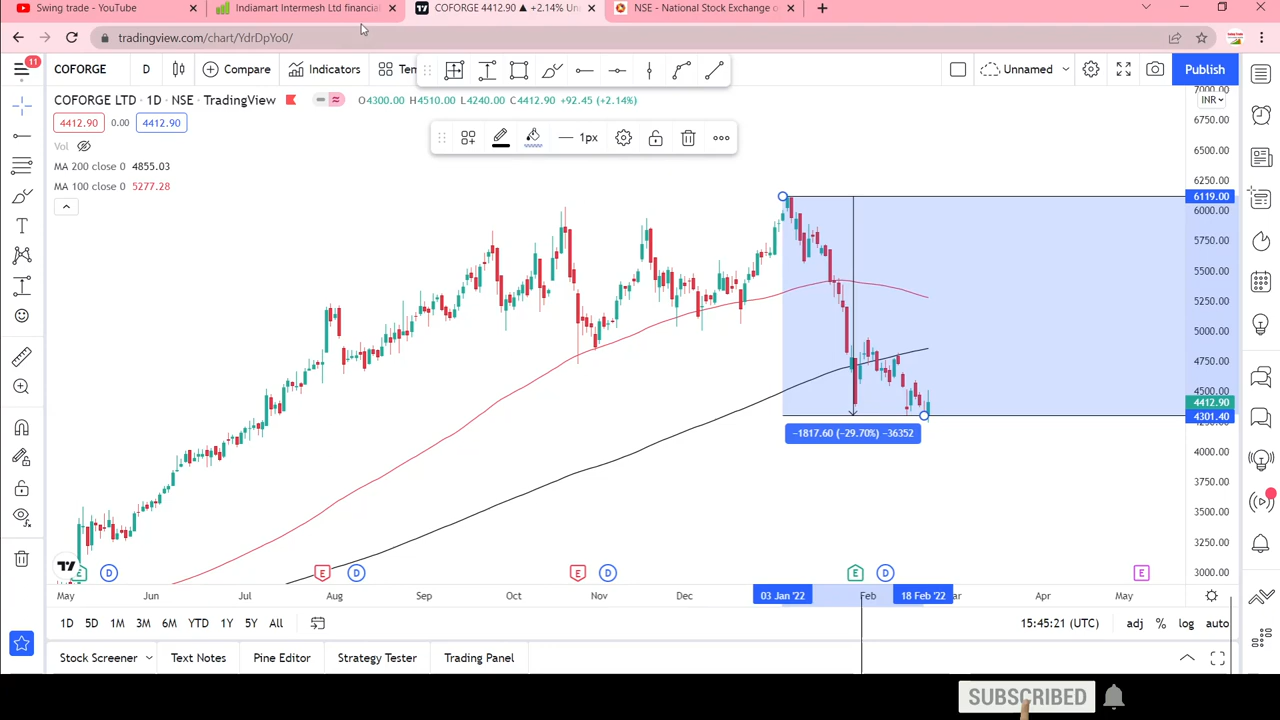 Swing trade - YouTube
Indiamart Intermesh Ltd financial
COFORGE 4412.90 ▲ +2.14% Un
NSE - National Stock Exchange o
tradingview.com/chart/YdrDpYo0/
11
COFORGE
D
Compare
Indicators
Tem
Unnamed
Publish
COFORGE LTD · 1D · NSE · TradingView
O4300.00 H4510.00 L4240.00 C4412.90 +92.45 (+2.14%)
INR
4412.90
0.00
4412.90
1px
Vol
MA 200 close 0 4855.03
MA 100 close 0 5277.28
7000.00
6750.00
6500.00
6250.00
6119.00
6000.00
5750.00
5500.00
5250.00
5000.00
4750.00
4500.00
4412.90
4301.40
4000.00
3750.00
3500.00
3250.00
3000.00
−1817.60 (−29.70%) −36352
E
D
E
D
E
D
E
D
E
May
Jun
Jul
Aug
Sep
Oct
Nov
Dec
03 Jan '22
Feb
18 Feb '22
Apr
May
1D
5D
1M
3M
6M
YTD
1Y
5Y
All
15:45:21 (UTC)
adj
%
log
auto
Stock Screener
Text Notes
Pine Editor
Strategy Tester
Trading Panel
SUBSCRIBED